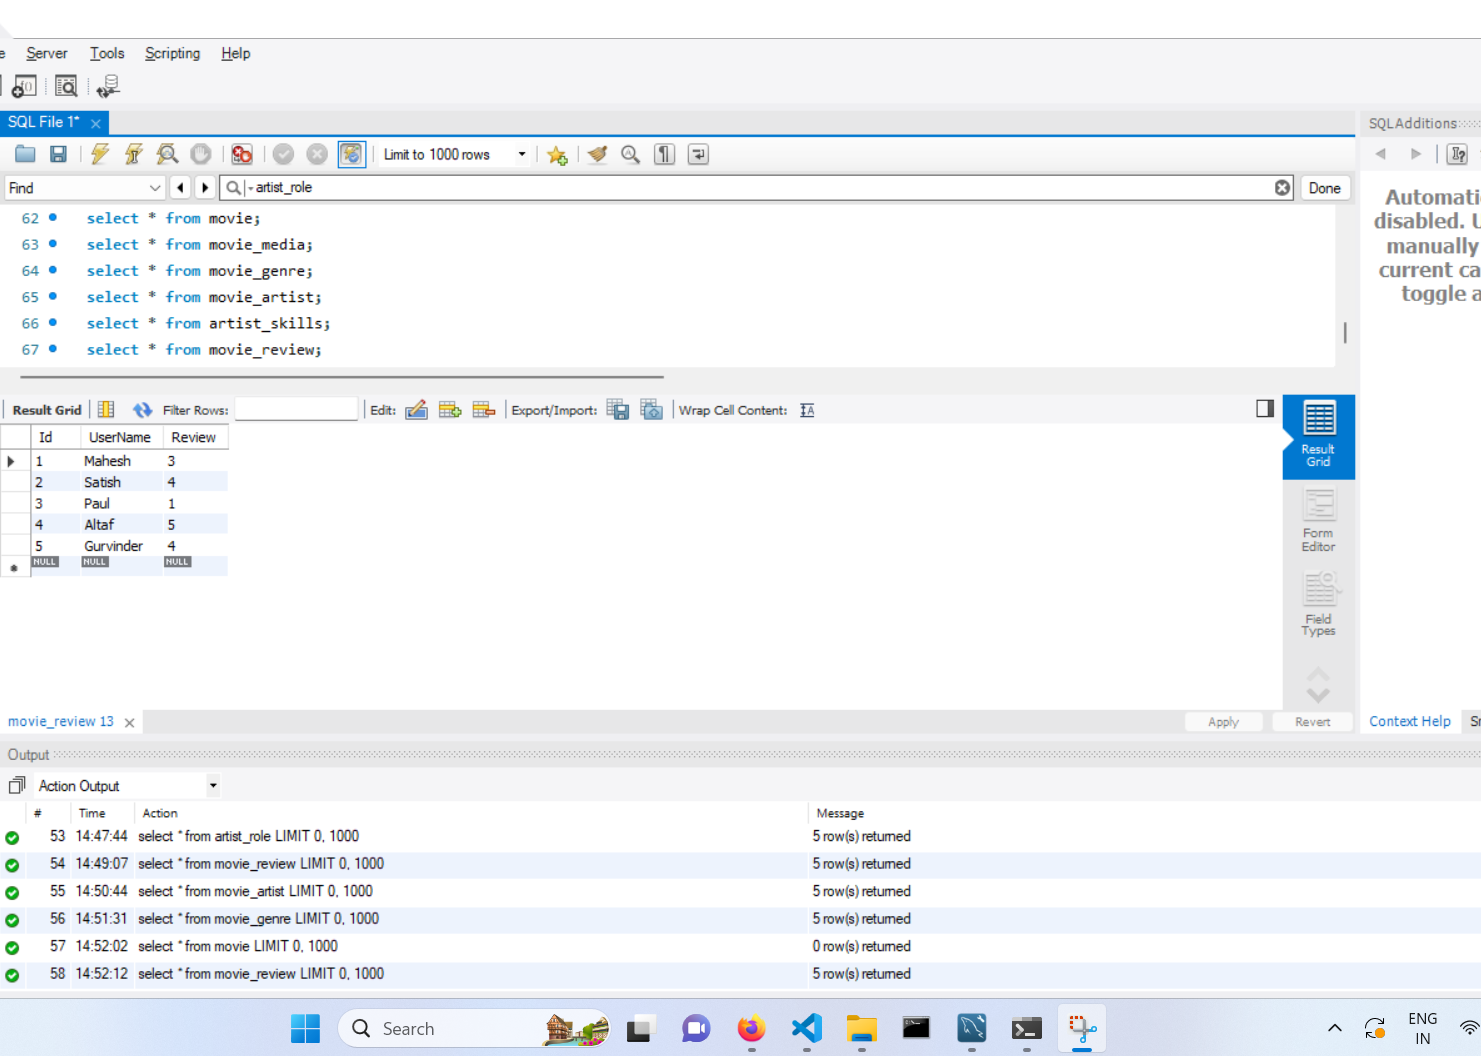 e Server Tools Scripting Help
SQL File 1*
SQLAdditions
Limit to 1000 rows
Find artist_role Done
62 select * from movie;
63 select * from movie_media;
64 select * from movie_genre;
65 select * from movie_artist;
66 select * from artist_skills;
67 select * from movie_review;
Automati
disabled. U
manually
current ca
toggle a
Result Grid Filter Rows: Edit: Export/Import: Wrap Cell Content:
Id UserName Review
1 Mahesh 3
2 Satish 4
3 Paul 1
4 Altaf 5
5 Gurvinder 4
NULL NULL NULL
Result
Grid
Form
Editor
Field
Types
movie_review 13
Apply Revert
Context Help Sr
Output
Action Output
# Time Action Message
53 14:47:44 select * from artist_role LIMIT 0, 1000 5 row(s) returned
54 14:49:07 select * from movie_review LIMIT 0, 1000 5 row(s) returned
55 14:50:44 select * from movie_artist LIMIT 0, 1000 5 row(s) returned
56 14:51:31 select * from movie_genre LIMIT 0, 1000 5 row(s) returned
57 14:52:02 select * from movie LIMIT 0, 1000 0 row(s) returned
58 14:52:12 select * from movie_review LIMIT 0, 1000 5 row(s) returned
Search
ENG
IN